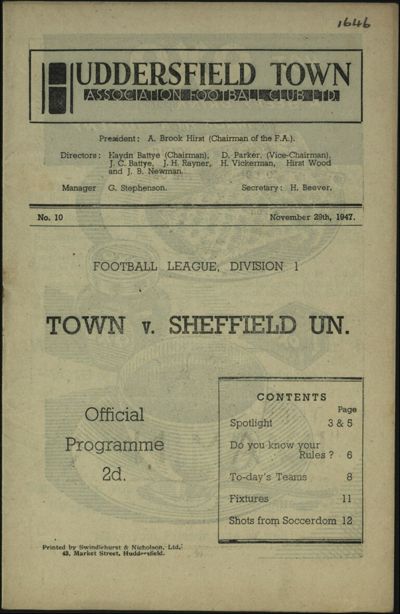 1646
HUDDERSFIELD TOWN
ASSOCIATION FOOTBALL CLUB LTD.
President: A. Brook Hirst (Chairman of the F.A.).
Directors: Haydn Battye (Chairman), D. Parker, (Vice-Chairman),
J. C. Battye, J. H. Rayner, H. Vickerman, Hirst Wood
and J. B. Newman.
Manager G. Stephenson. Secretary: H. Beever.
No. 10 November 29th, 1947.
FOOTBALL LEAGUE, DIVISION 1
TOWN v. SHEFFIELD UN.
Official
Programme
2d.
CONTENTS
Page
Spotlight 3 & 5
Do you know your
Rules? 6
To-day's Teams 8
Fixtures 11
Shots from Soccerdom 12
Printed by Swindlehurst & Nicholson, Ltd.
43, Market Street, Huddersfield.